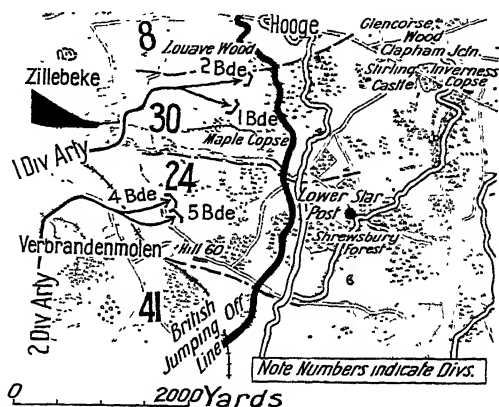 8
Hooge
Glencorse
Wood
Clapham Jctn.
Louave Wood
Zillebeke
2 Bde
Stirling
Castle
Inverness
Copse
30
1 Bde
Maple Copse
1 Div Arty
24
4 Bde
5 Bde
Lower Star
Post
Verbrandenmolen
Hill 60
Shrewsbury
Forest
6
41
2 Div Arty
British
Jumping Off
Line
Note Numbers indicate Divs.
0 2000 Yards